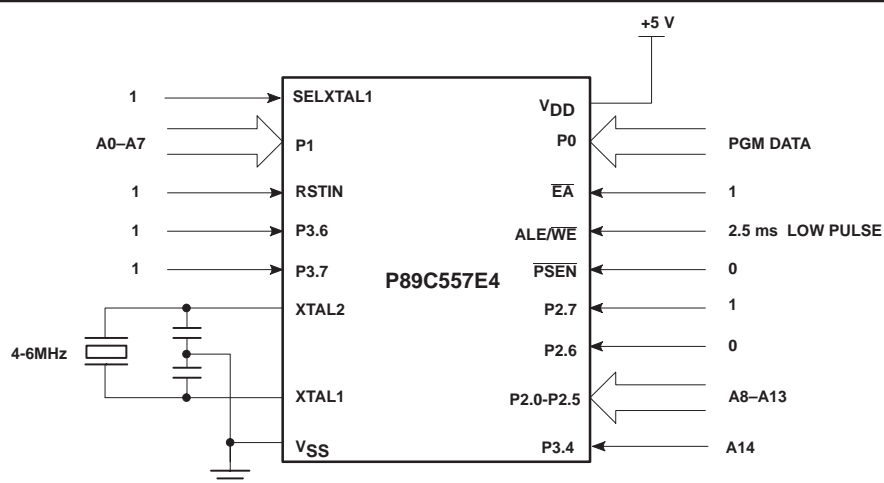 +5 V
1
SELXTAL1
VDD
A0–A7
P1
P0
PGM DATA
1
RSTIN
EA
1
1
P3.6
ALE/WE
2.5 ms LOW PULSE
1
P3.7
P89C557E4
PSEN
0
XTAL2
P2.7
1
4-6MHz
P2.6
0
XTAL1
P2.0-P2.5
A8–A13
VSS
P3.4
A14